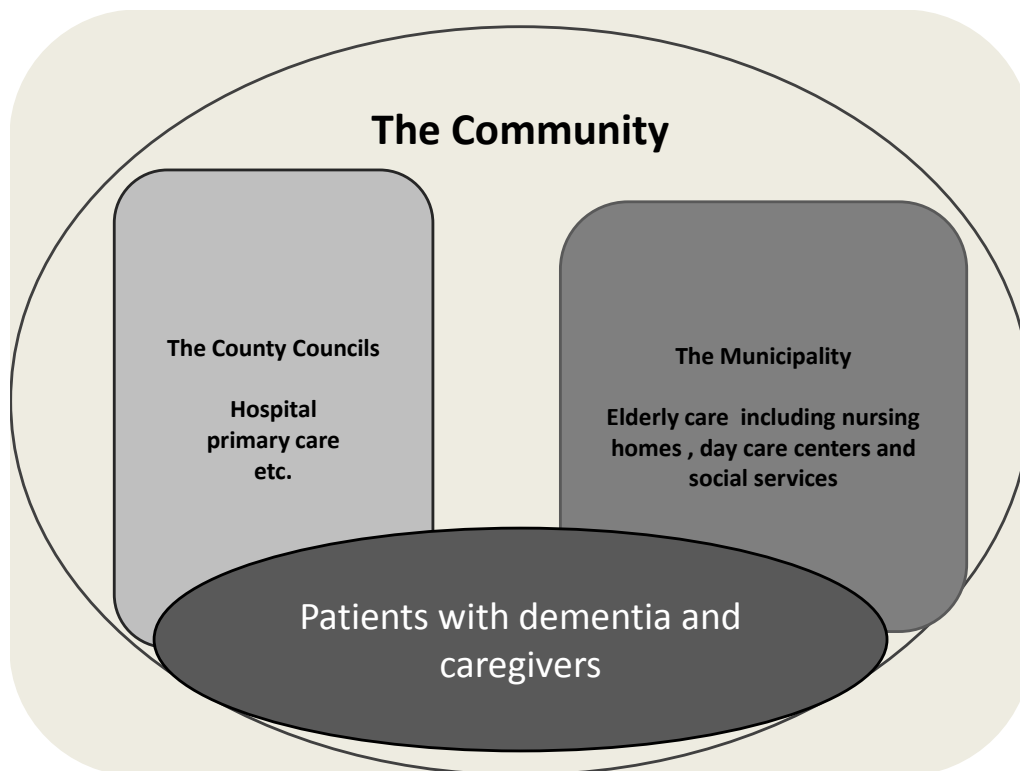 The Community
The County Councils
Hospital
primary care
etc.
The Municipality
Elderly care  including nursing
homes , day care centers and
social services
Patients with dementia and
caregivers